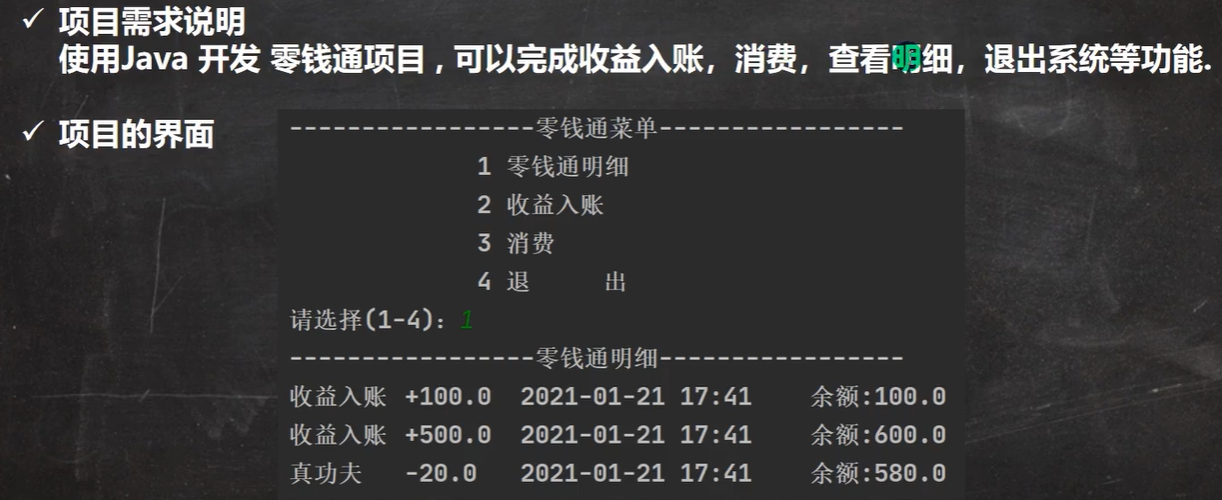 ✓ 项目需求说明
使用Java 开发 零钱通项目 , 可以完成收益入账，消费，查看明细，退出系统等功能.
✓ 项目的界面
-----------------零钱通菜单-----------------
1 零钱通明细
2 收益入账
3 消费
4 退 出
请选择(1-4): 1
-----------------零钱通明细-----------------
收益入账 +100.0 2021-01-21 17:41 余额:100.0
收益入账 +500.0 2021-01-21 17:41 余额:600.0
真功夫 -20.0 2021-01-21 17:41 余额:580.0